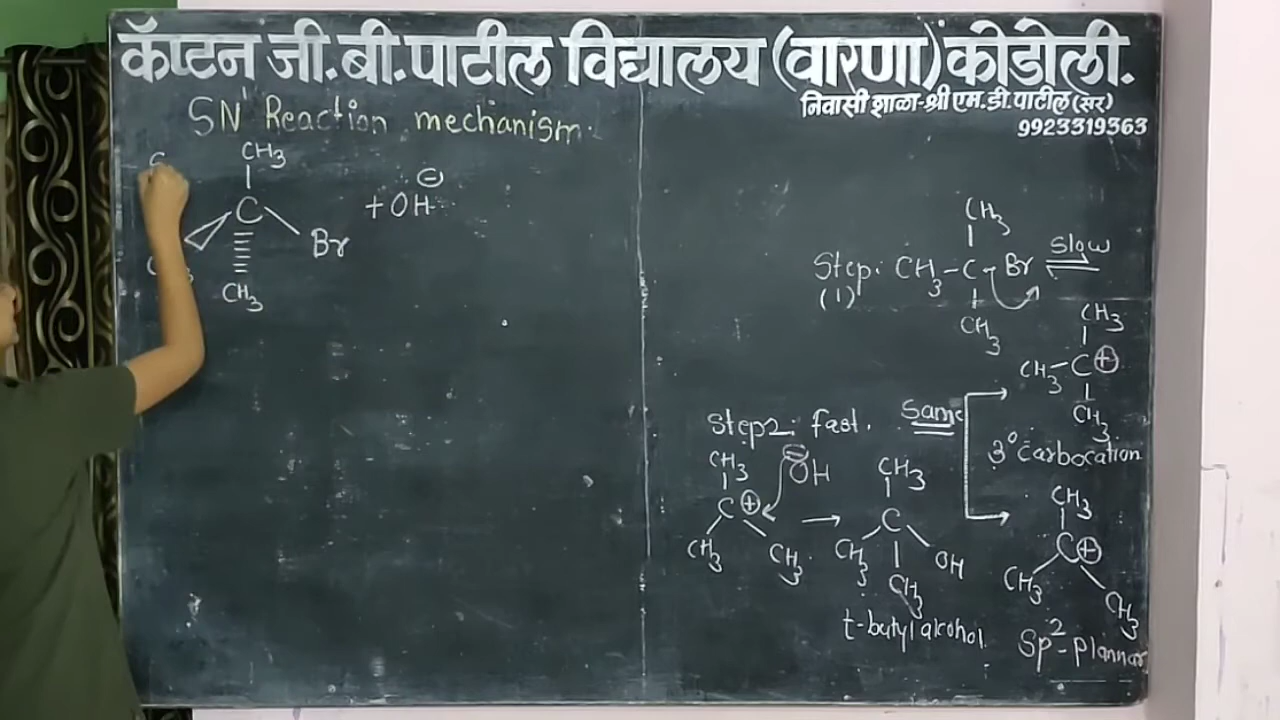 कॅप्टन जी.बी.पाटील विद्यालय (वारणा) कोडोली.
निवासी शाळा-श्री एम.डी.पाटील (सर)
9923319363
SN¹ Reaction mechanism.
CH3
C
Br
+ OH ⊖
CH3
Step: (1)
CH3
CH3-C-Br
CH3
Slow
CH3
CH3-C ⊕
CH3
3° Carbocation
Same
CH3
C ⊕
CH3 CH3
Sp²-plannar
Step2: fast.
⊖OH
CH3
C ⊕
CH3 CH3
CH3
C
CH3 OH
CH3
t-butyl alcohol.